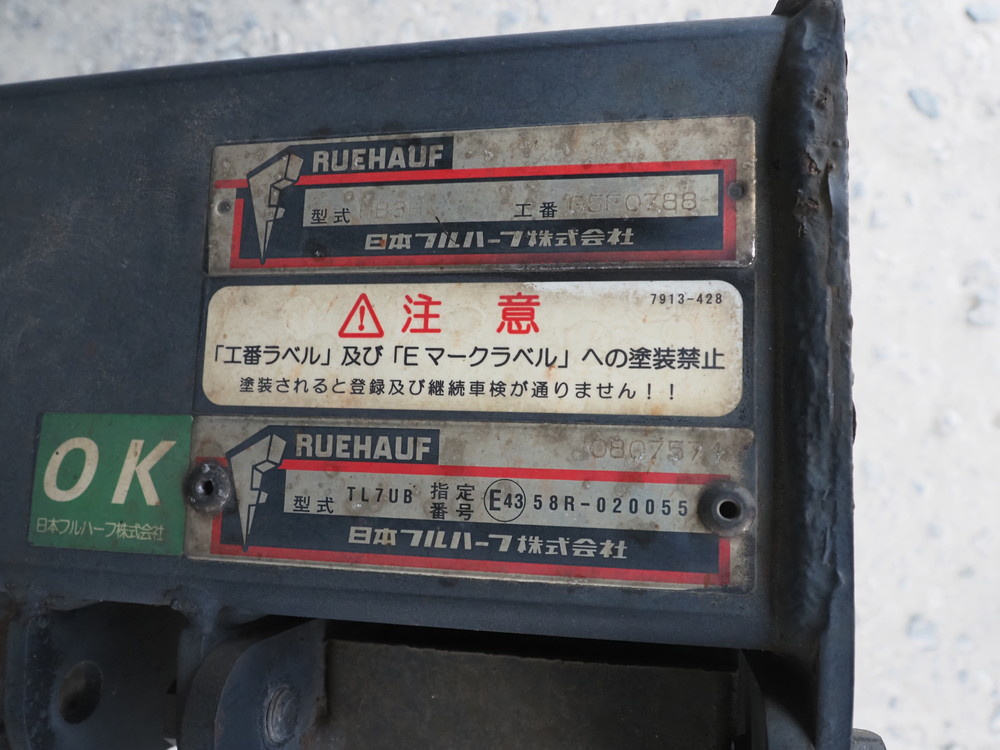 RUEHAUF
型式
工番
日本フルハーフ株式会社
7913-428
注 意
「工番ラベル」及び「Eマークラベル」への塗装禁止
塗装されると登録及び継続車検が通りません!!
OK
日本フルハーフ株式会社
RUEHAUF
0807574
型式 TL7UB 指定番号 E43 58R-020055
日本フルハーフ株式会社